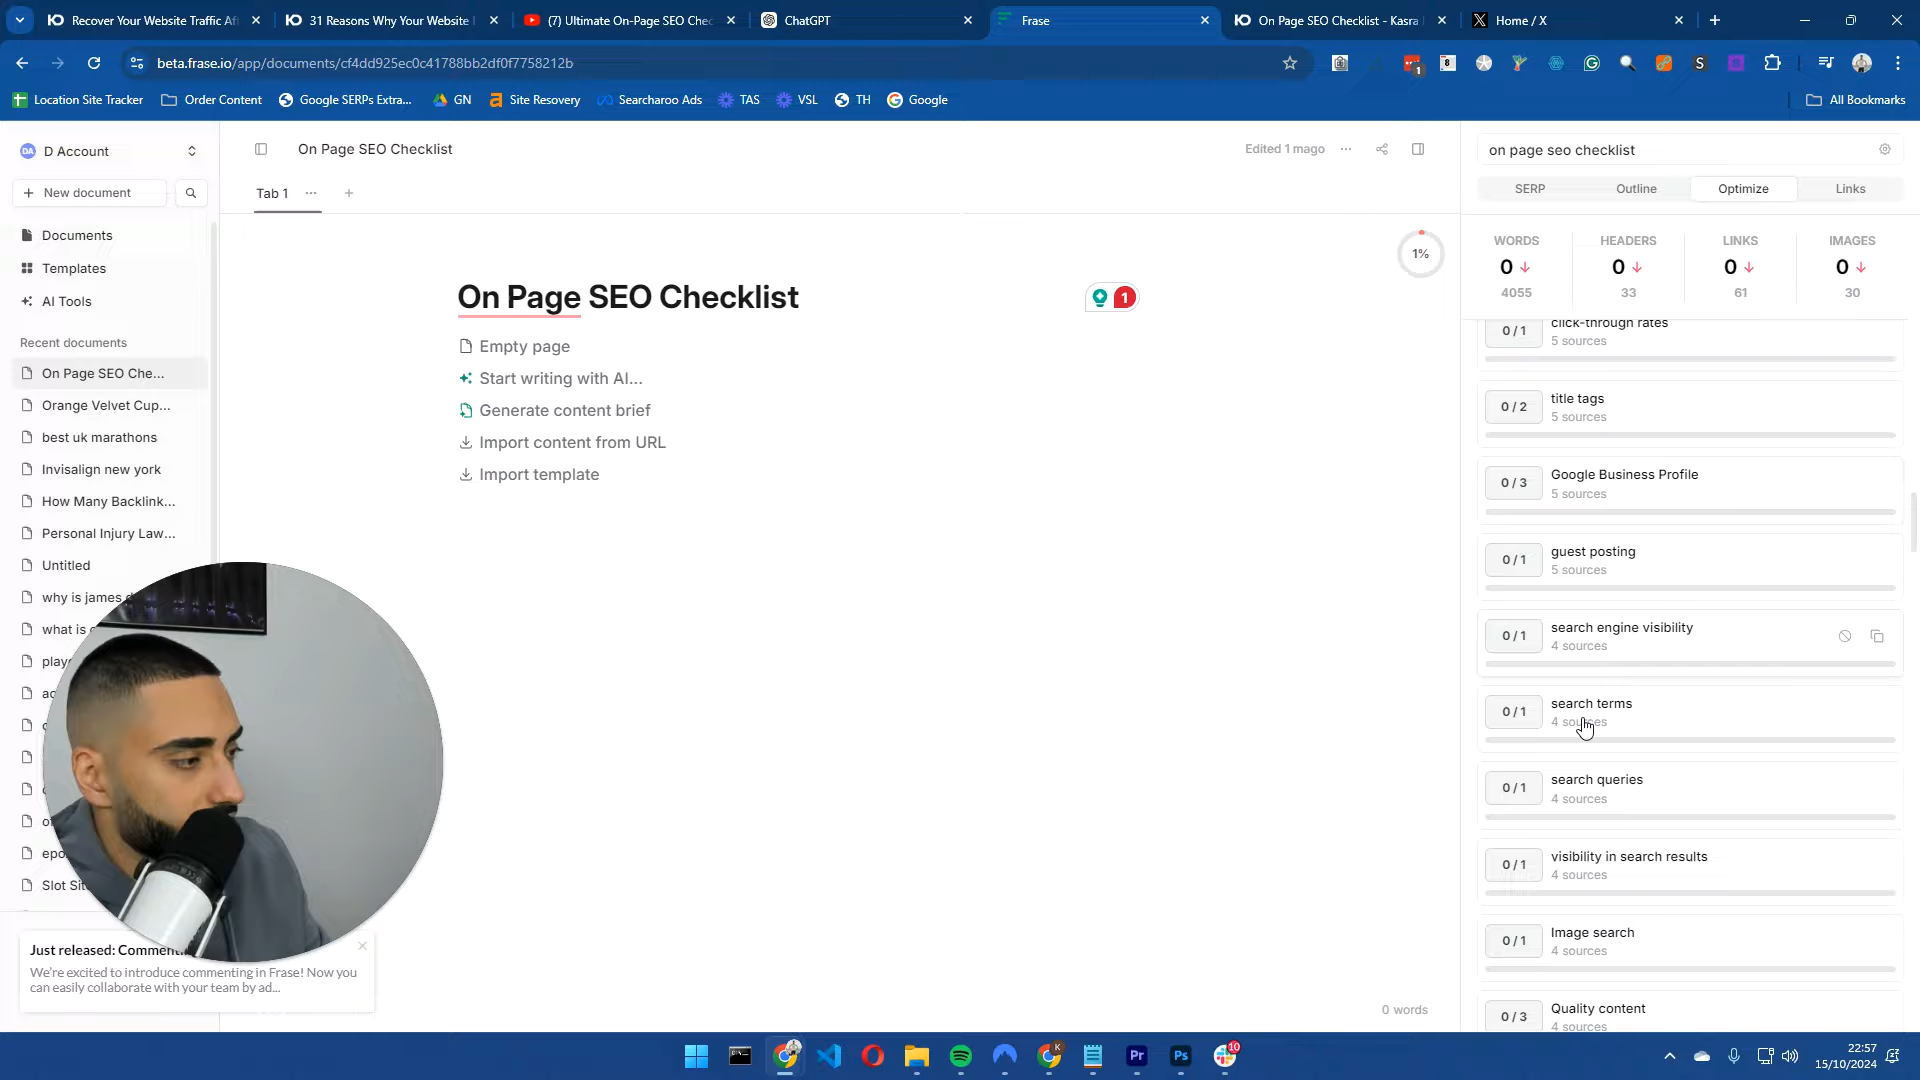 Recover Your Website Traffic Af
31 Reasons Why Your Website
(7) Ultimate On-Page SEO Chec
ChatGPT
Frase
On Page SEO Checklist - Kasra
Home / X
beta.frase.io/app/documents/cf4dd925ec0c41788bb2df0f7758212b
Location Site Tracker
Order Content
Google SERPs Extra...
GN
Site Recovery
Searcharoo Ads
TAS
VSL
TH
Google
All Bookmarks
DA
D Account
New document
Documents
Templates
AI Tools
Recent documents
On Page SEO Che...
Orange Velvet Cup...
best uk marathons
Invisalign new york
How Many Backlink...
Personal Injury Law...
Untitled
why is james d
what is
play
epo
Slot Sit
Just released: Comment
We're excited to introduce commenting in Frase! Now you
can easily collaborate with your team by ad...
On Page SEO Checklist
Edited 1 mago
Tab 1
1%
On Page SEO Checklist
1
Empty page
Start writing with AI...
Generate content brief
Import content from URL
Import template
0 words
on page seo checklist
SERP
Outline
Optimize
Links
WORDS
HEADERS
LINKS
IMAGES
0
0
0
0
4055
33
61
30
0 / 1
click-through rates
5 sources
0 / 2
title tags
5 sources
0 / 3
Google Business Profile
5 sources
0 / 1
guest posting
5 sources
0 / 1
search engine visibility
4 sources
0 / 1
search terms
4 sources
0 / 1
search queries
4 sources
0 / 1
visibility in search results
4 sources
0 / 1
Image search
4 sources
0 / 3
Quality content
4 sources
22:57
15/10/2024